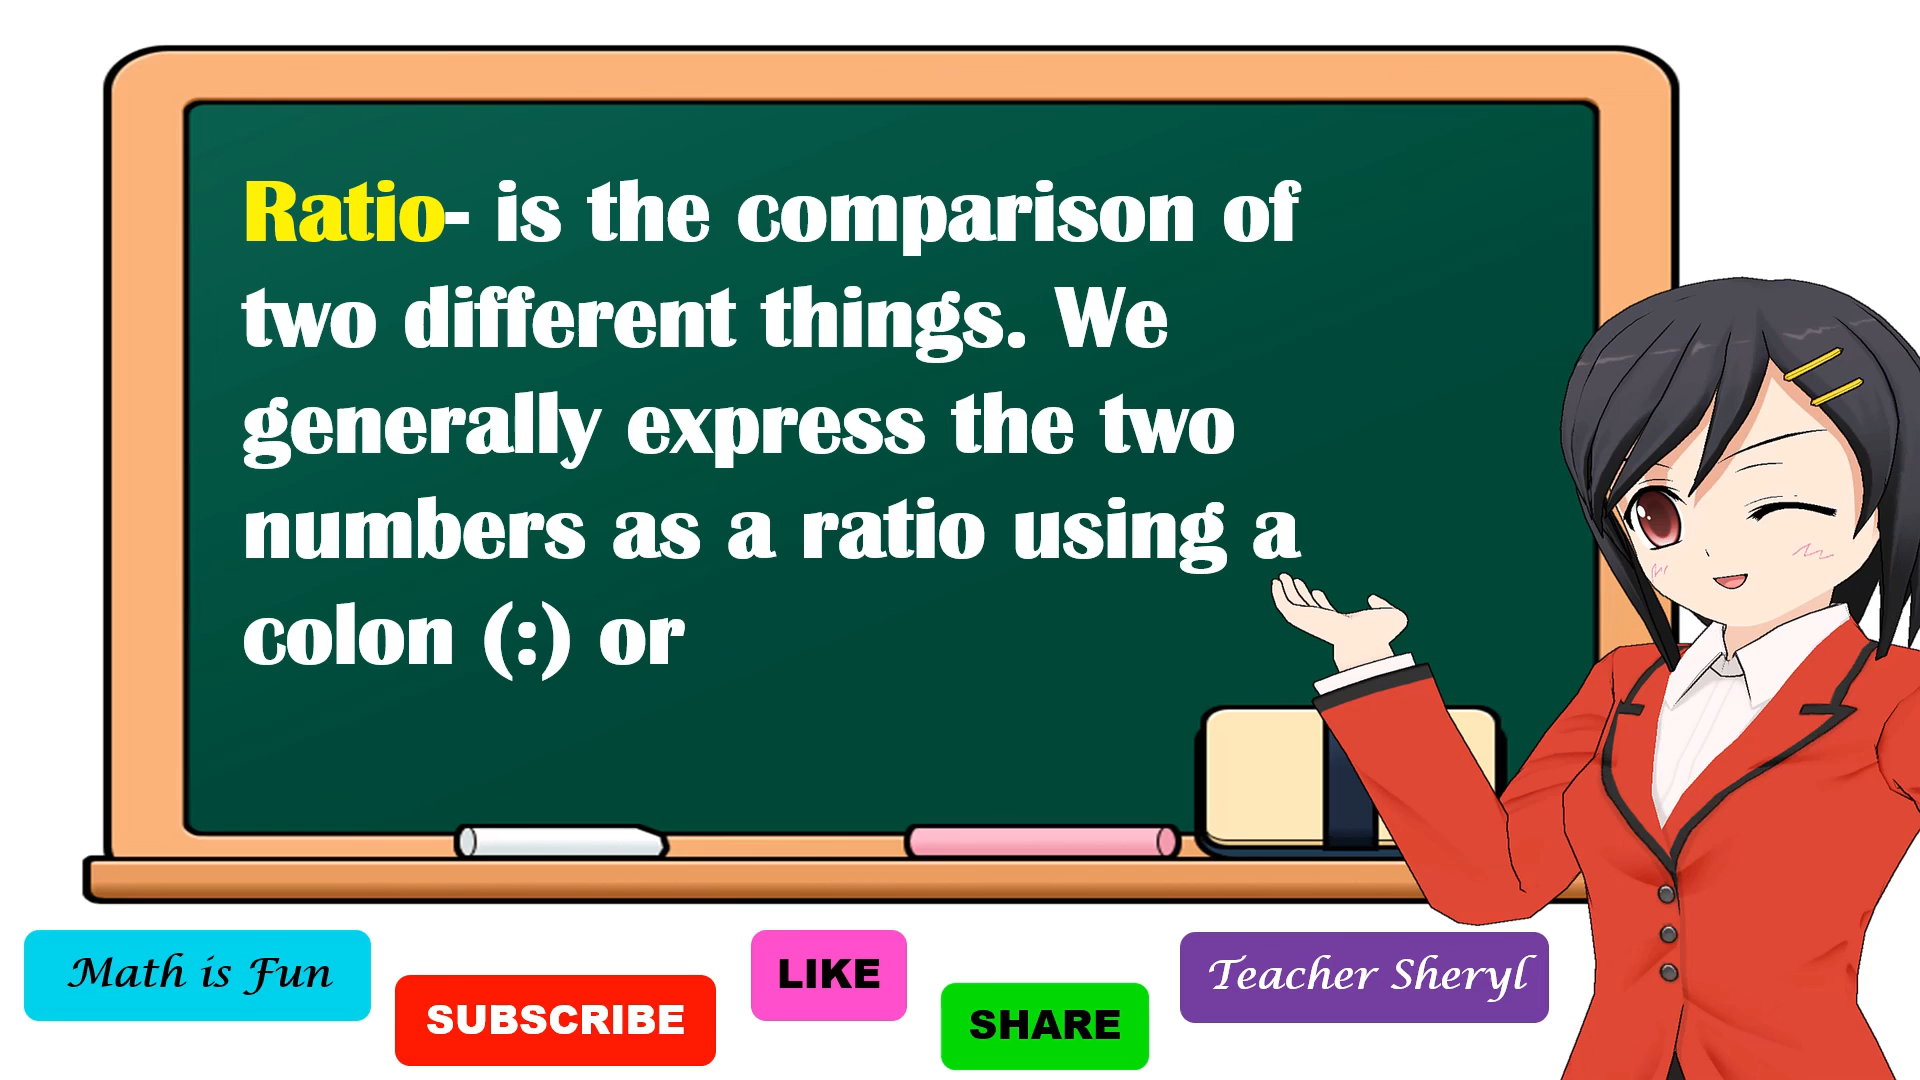 Ratio- is the comparison of
two different things. We
generally express the two
numbers as a ratio using a
colon (:) or
Math is Fun
SUBSCRIBE
LIKE
SHARE
Teacher Sheryl